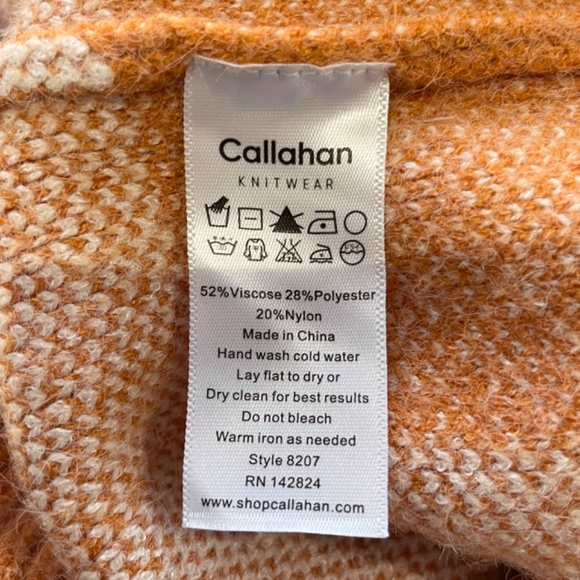 Callahan
KNITWEAR
52%Viscose 28%Polyester
20%Nylon
Made in China
Hand wash cold water
Lay flat to dry or
Dry clean for best results
Do not bleach
Warm iron as needed
Style 8207
RN 142824
www.shopcallahan.com